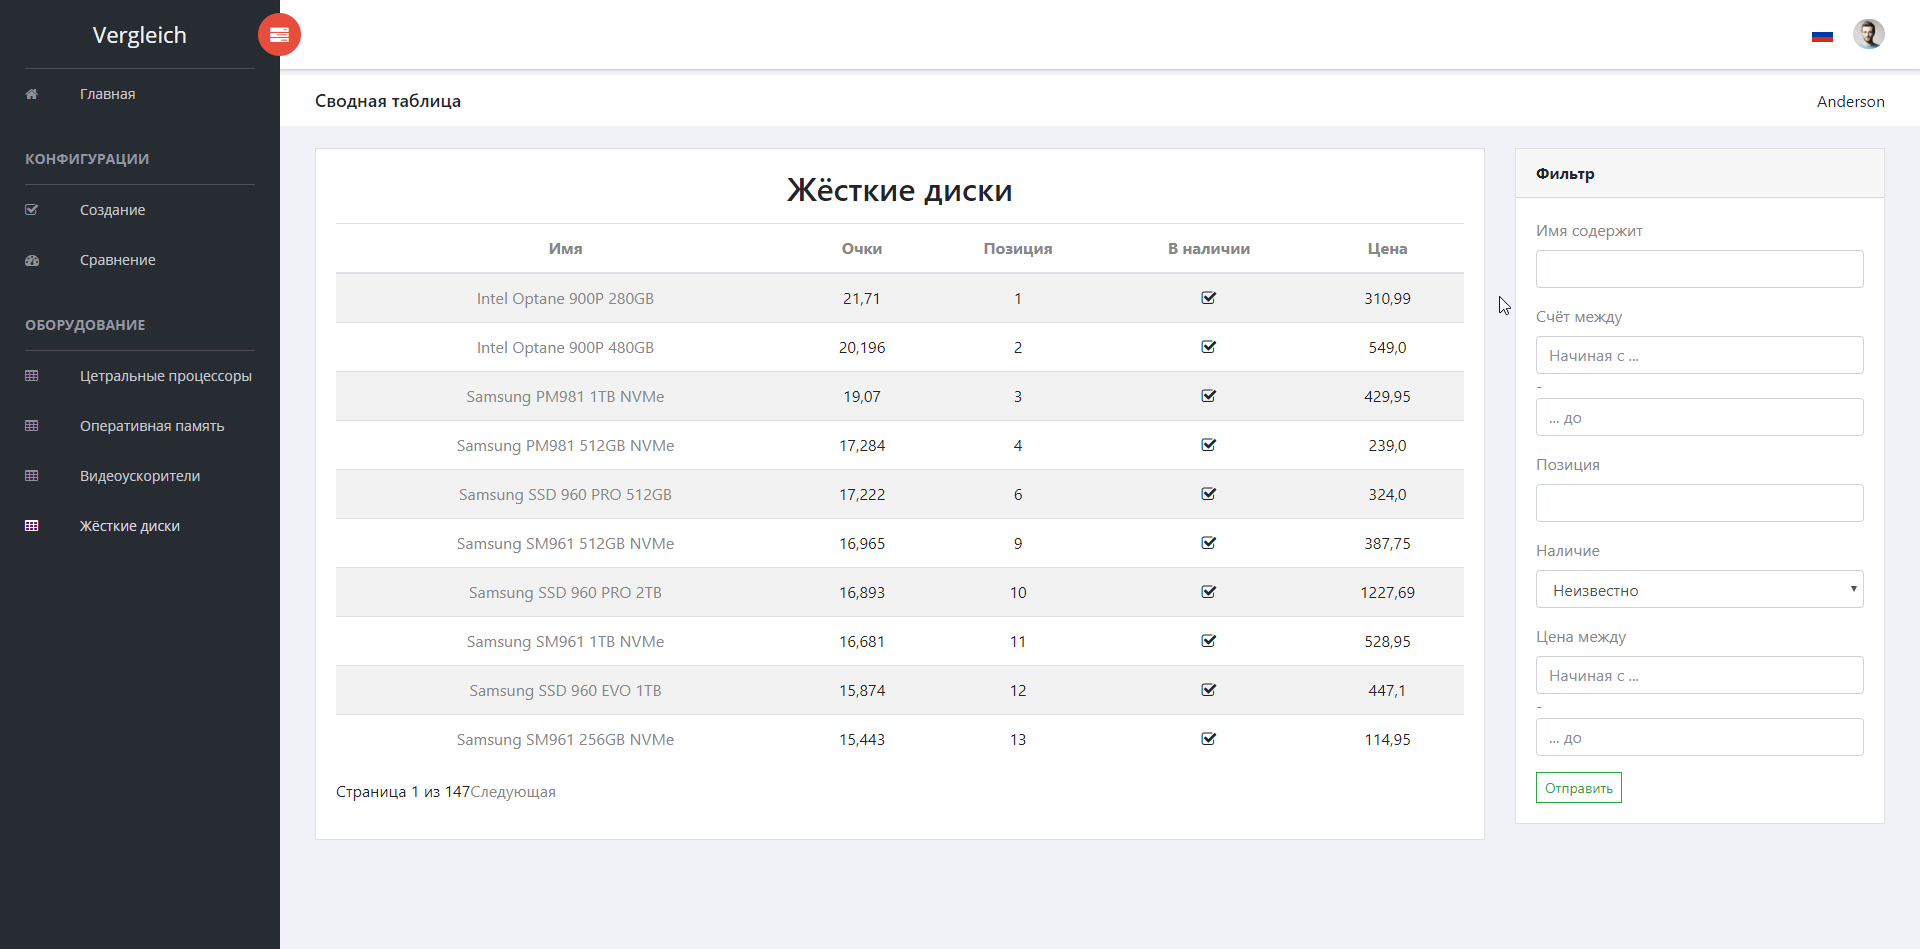 Vergleich
Главная
КОНФИГУРАЦИИ
Создание
Сравнение
ОБОРУДОВАНИЕ
Цетральные процессоры
Оперативная память
Видеоускорители
Жёсткие диски
Сводная таблица
Anderson
Жёсткие диски
Имя Очки Позиция В наличии Цена
Intel Optane 900P 280GB 21,71 1 310,99
Intel Optane 900P 480GB 20,196 2 549,0
Samsung PM981 1TB NVMe 19,07 3 429,95
Samsung PM981 512GB NVMe 17,284 4 239,0
Samsung SSD 960 PRO 512GB 17,222 6 324,0
Samsung SM961 512GB NVMe 16,965 9 387,75
Samsung SSD 960 PRO 2TB 16,893 10 1227,69
Samsung SM961 1TB NVMe 16,681 11 528,95
Samsung SSD 960 EVO 1TB 15,874 12 447,1
Samsung SM961 256GB NVMe 15,443 13 114,95
Страница 1 из 147Следующая
Фильтр
Имя содержит
Счёт между
Начиная с ...
-
... до
Позиция
Наличие
Неизвестно
Цена между
Начиная с ...
-
... до
Отправить